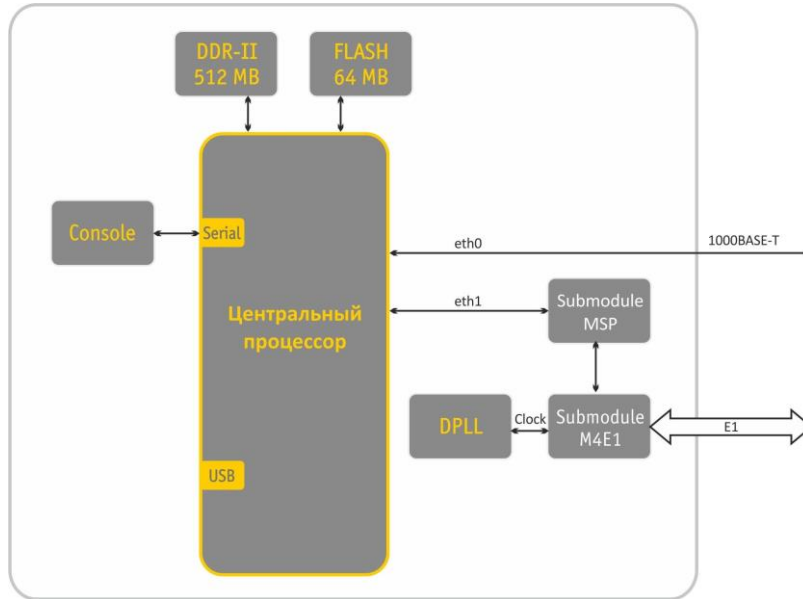 DDR-II
512 MB
FLASH
64 MB
Console
Serial
eth0
1000BASE-T
eth1
Submodule
MSP
Центральный
процессор
DPLL
Clock
Submodule
M4E1
E1
USB